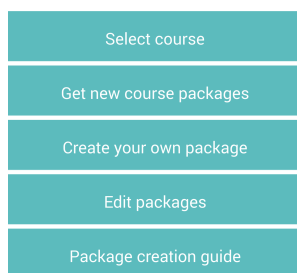 Select course
Get new course packages
Create your own package
Edit packages
Package creation guide